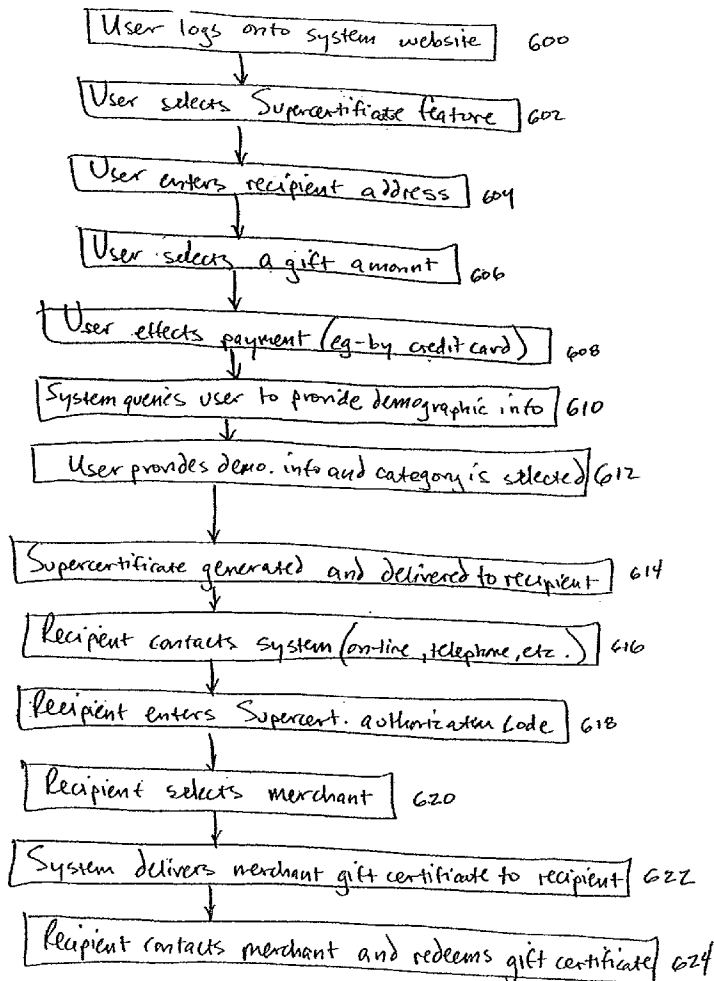 User logs onto system website 600
User selects Supercertificate feature 602
User enters recipient address 604
User selects a gift amount 606
User effects payment (eg-by credit card) 608
System queries user to provide demographic info 610
User provides demo. info and category is selected 612
Supercertificate generated and delivered to recipient 614
Recipient contacts system (on-line, telephone, etc.) 616
Recipient enters Supercert. authorization Code 618
Recipient selects merchant 620
System delivers merchant gift certificate to recipient 622
Recipient contacts merchant and redeems gift certificate 624